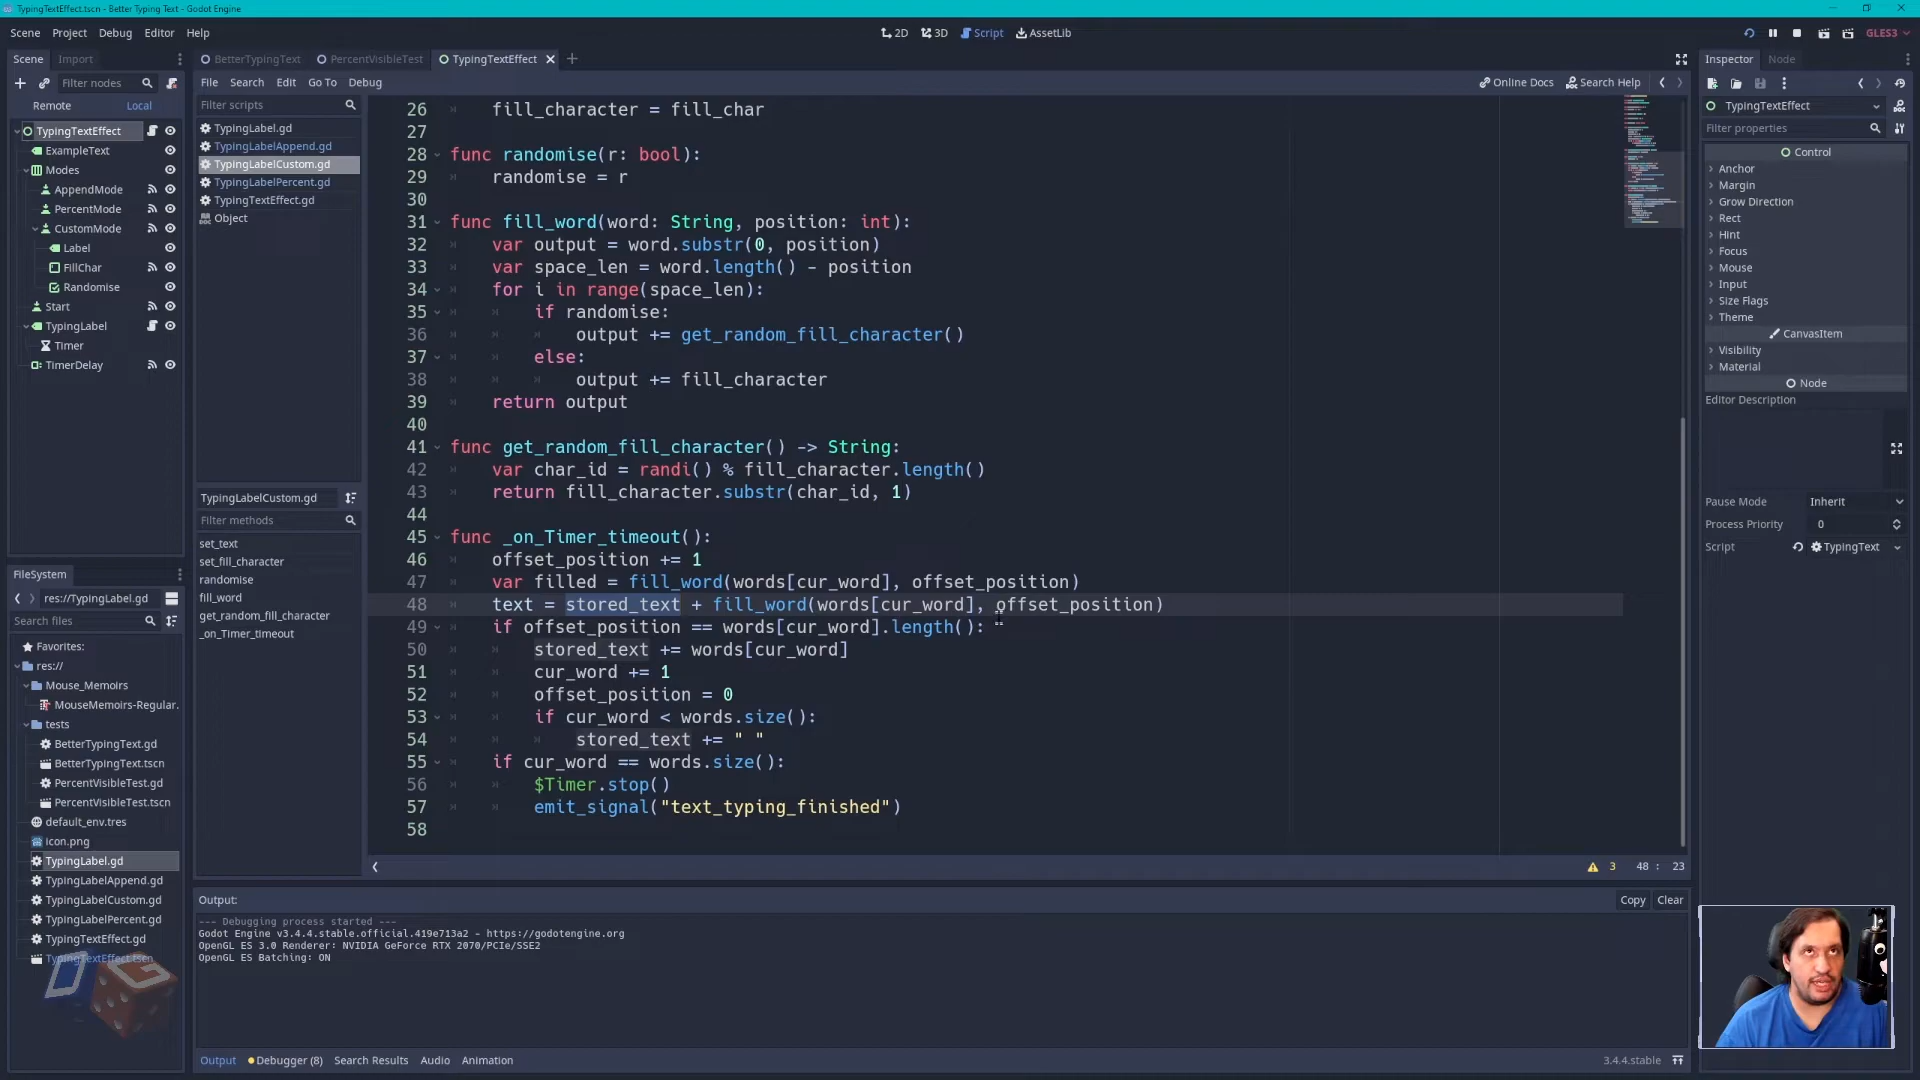 TypingTextEffect.tscn - Better Typing Text - Godot Engine
Scene Project Debug Editor Help
2D 3D Script AssetLib
GLES3
Scene Import
Filter nodes
Remote Local
TypingTextEffect
ExampleText
Modes
AppendMode
PercentMode
CustomMode
Label
FillChar
Randomise
Start
TypingLabel
Timer
TimerDelay
FileSystem
res://TypingLabel.gd
Search files
Favorites:
res://
Mouse_Memoirs
MouseMemoirs-Regular.
tests
BetterTypingText.gd
BetterTypingText.tscn
PercentVisibleTest.gd
PercentVisibleTest.tscn
default_env.tres
icon.png
TypingLabel.gd
TypingLabelAppend.gd
TypingLabelCustom.gd
TypingLabelPercent.gd
TypingTextEffect.gd
TypingTextEffect.tscn
BetterTypingText PercentVisibleTest TypingTextEffect
File Search Edit Go To Debug
Online Docs Search Help
Filter scripts
TypingLabel.gd
TypingLabelAppend.gd
TypingLabelCustom.gd
TypingLabelPercent.gd
TypingTextEffect.gd
Object
TypingLabelCustom.gd
Filter methods
set_text
set_fill_character
randomise
fill_word
get_random_fill_character
_on_Timer_timeout
26 fill_character = fill_char
27
28 func randomise(r: bool):
29 randomise = r
30
31 func fill_word(word: String, position: int):
32 var output = word.substr(0, position)
33 var space_len = word.length() - position
34 for i in range(space_len):
35 if randomise:
36 output += get_random_fill_character()
37 else:
38 output += fill_character
39 return output
40
41 func get_random_fill_character() -> String:
42 var char_id = randi() % fill_character.length()
43 return fill_character.substr(char_id, 1)
44
45 func _on_Timer_timeout():
46 offset_position += 1
47 var filled = fill_word(words[cur_word], offset_position)
48 text = stored_text + fill_word(words[cur_word], offset_position)
49 if offset_position == words[cur_word].length():
50 stored_text += words[cur_word]
51 cur_word += 1
52 offset_position = 0
53 if cur_word < words.size():
54 stored_text += " "
55 if cur_word == words.size():
56 $Timer.stop()
57 emit_signal("text_typing_finished")
58
3 48 : 23
Output:
Copy Clear
--- Debugging process started ---
Godot Engine v3.4.4.stable.official.419e713a2 - https://godotengine.org
OpenGL ES 3.0 Renderer: NVIDIA GeForce RTX 2070/PCIe/SSE2
OpenGL ES Batching: ON
Output Debugger (8) Search Results Audio Animation
3.4.4.stable
Inspector Node
TypingTextEffect
Filter properties
Control
Anchor
Margin
Grow Direction
Rect
Hint
Focus
Mouse
Input
Size Flags
Theme
CanvasItem
Visibility
Material
Node
Editor Description
Pause Mode Inherit
Process Priority 0
Script TypingText